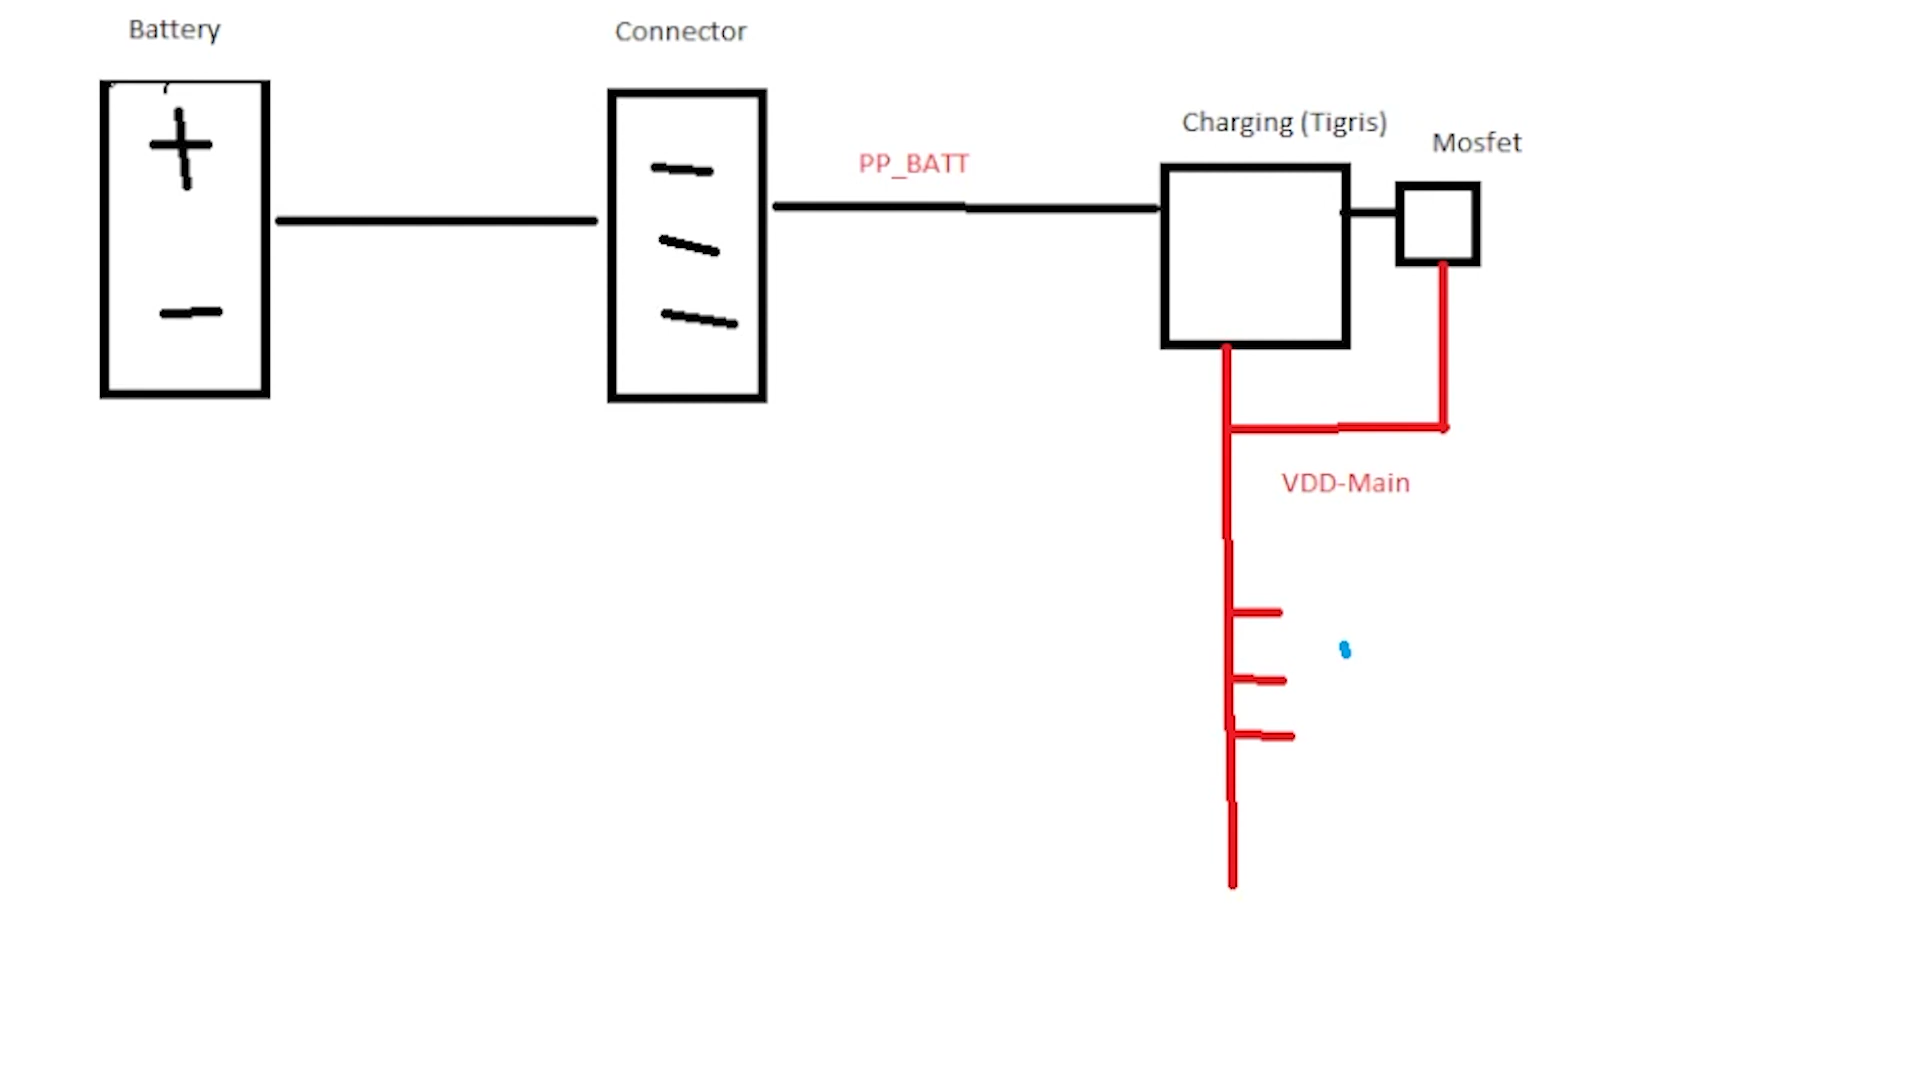 Battery
Connector
Charging (Tigris)
Mosfet
PP_BATT
VDD-Main